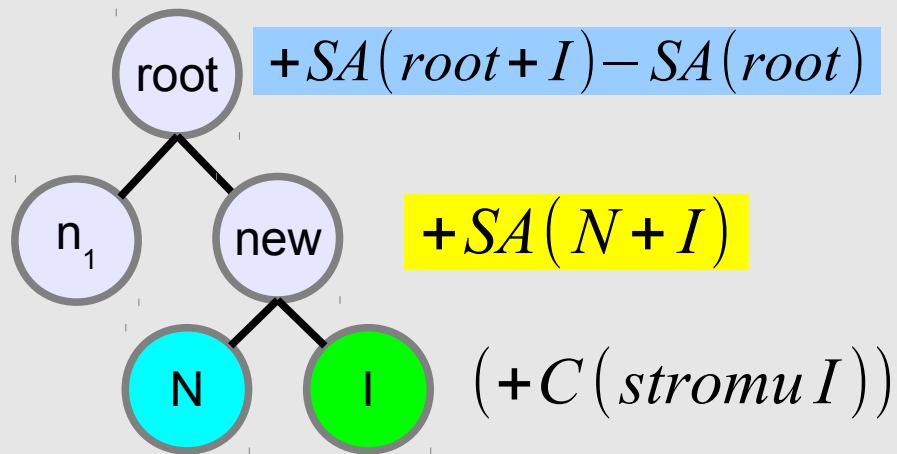 root +SA(root+I)−SA(root)
n₁ new +SA(N+I)
N I (+C(stromu I))